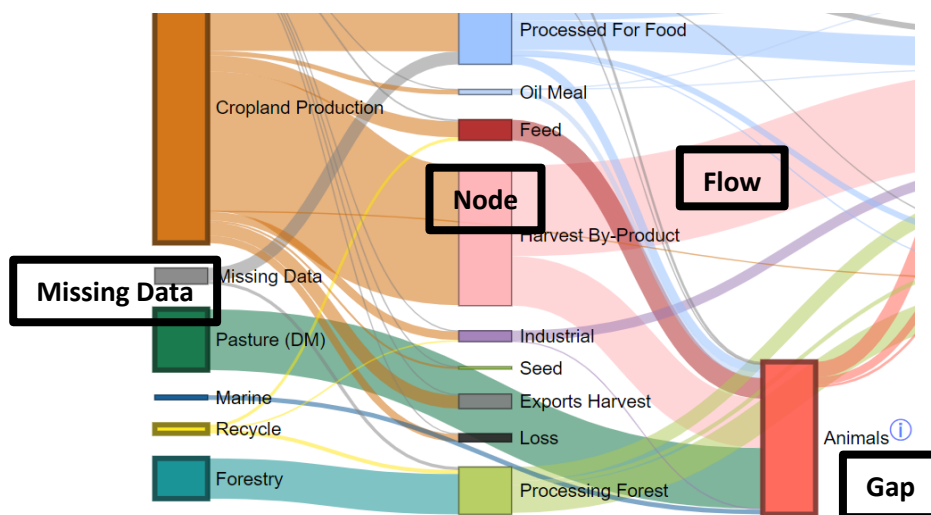 Processed For Food
Oil Meal
Cropland Production
Feed
Flow
Node
Harvest By-Product
Missing Data
Missing Data
Pasture (DM)
Industrial
Seed
Marine
Exports Harvest
Recycle
Loss
Animals ⓘ
Forestry
Processing Forest
Gap